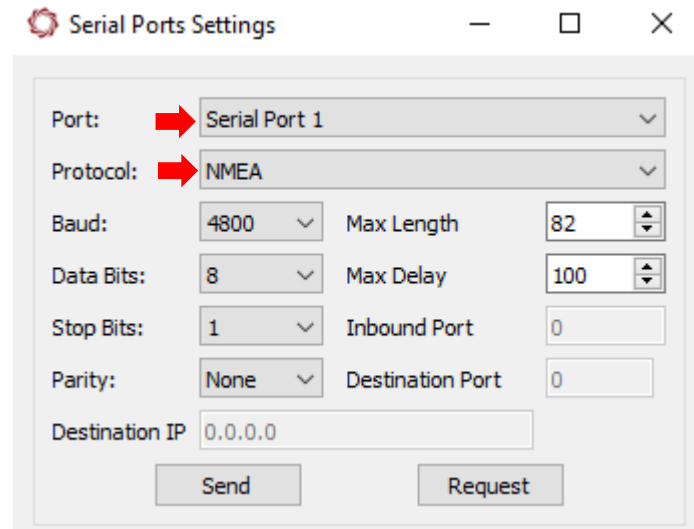 Serial Ports Settings
Port: Serial Port 1
Protocol: NMEA
Baud: 4800 Max Length 82
Data Bits: 8 Max Delay 100
Stop Bits: 1 Inbound Port 0
Parity: None Destination Port 0
Destination IP 0.0.0.0
Send Request